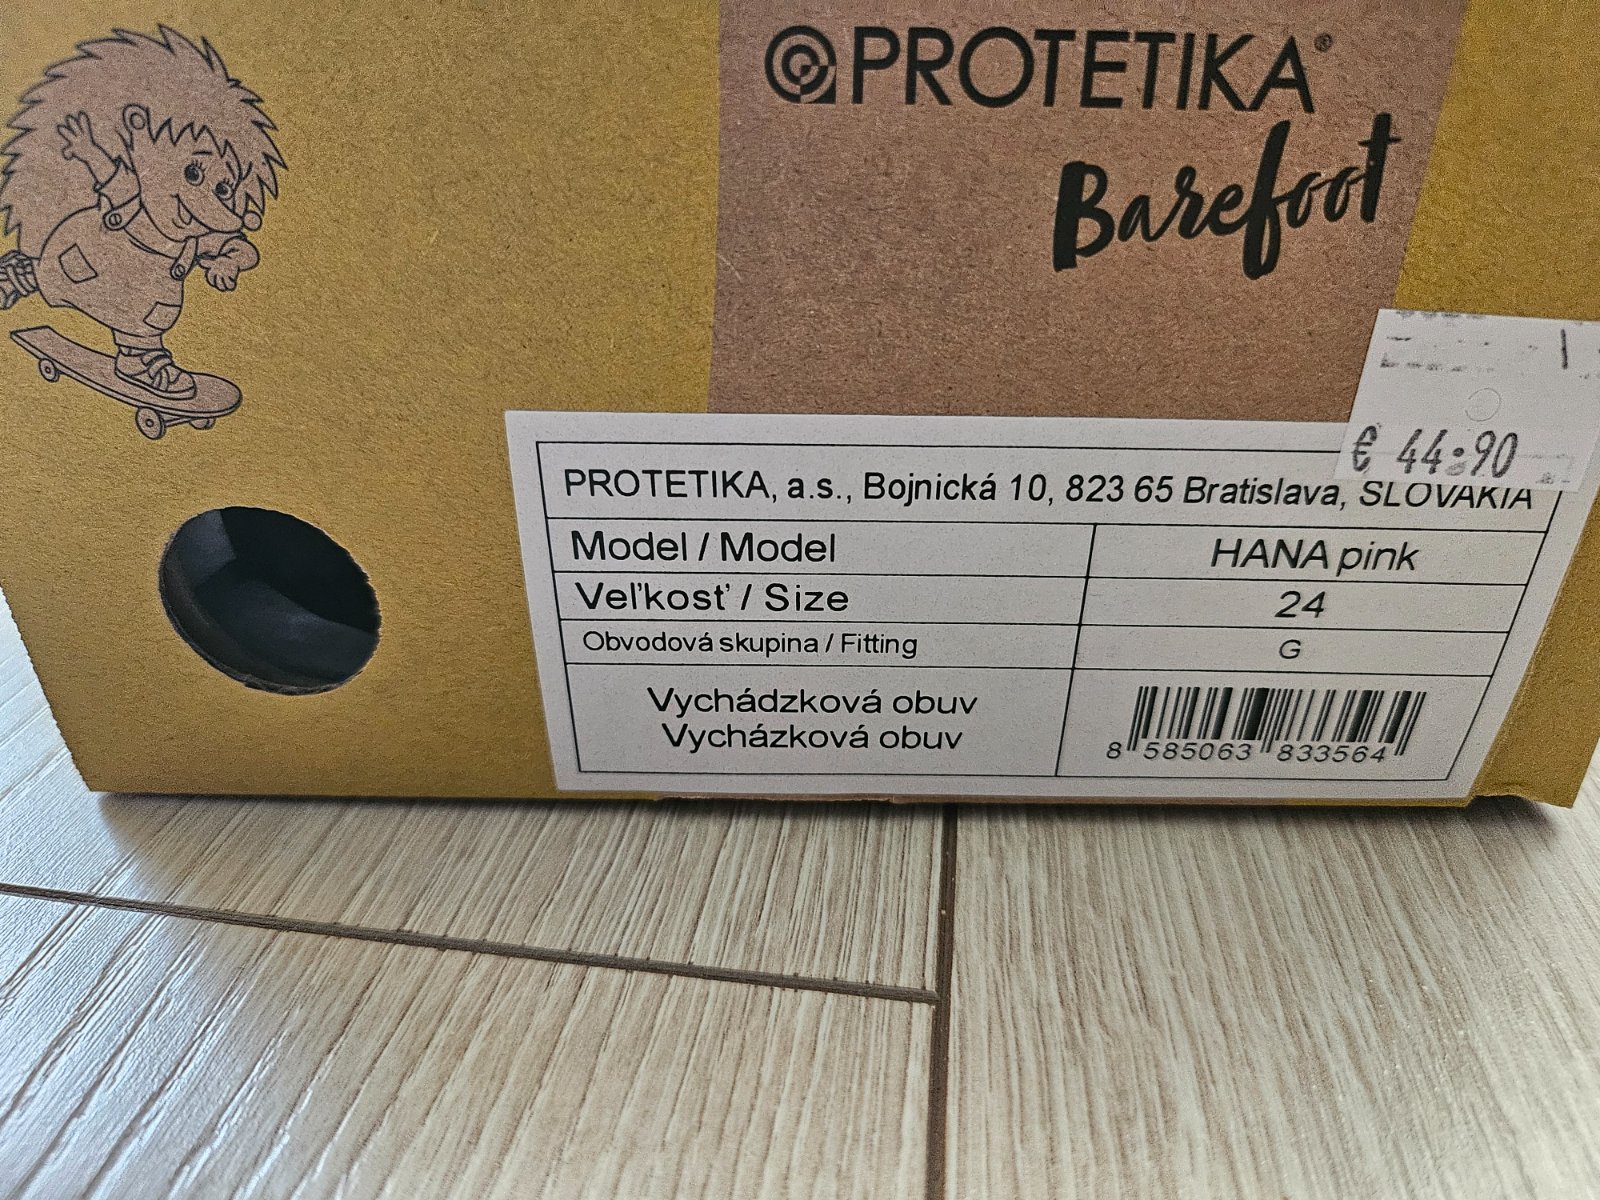 PROTETIKA®
Barefoot
€ 44.90
PROTETIKA, a.s., Bojnická 10, 823 65 Bratislava, SLOVAKIA
Model / Model HANA pink
Veľkosť / Size 24
Obvodová skupina / Fitting G
Vychádzková obuv
Vycházková obuv
8 585063 833564